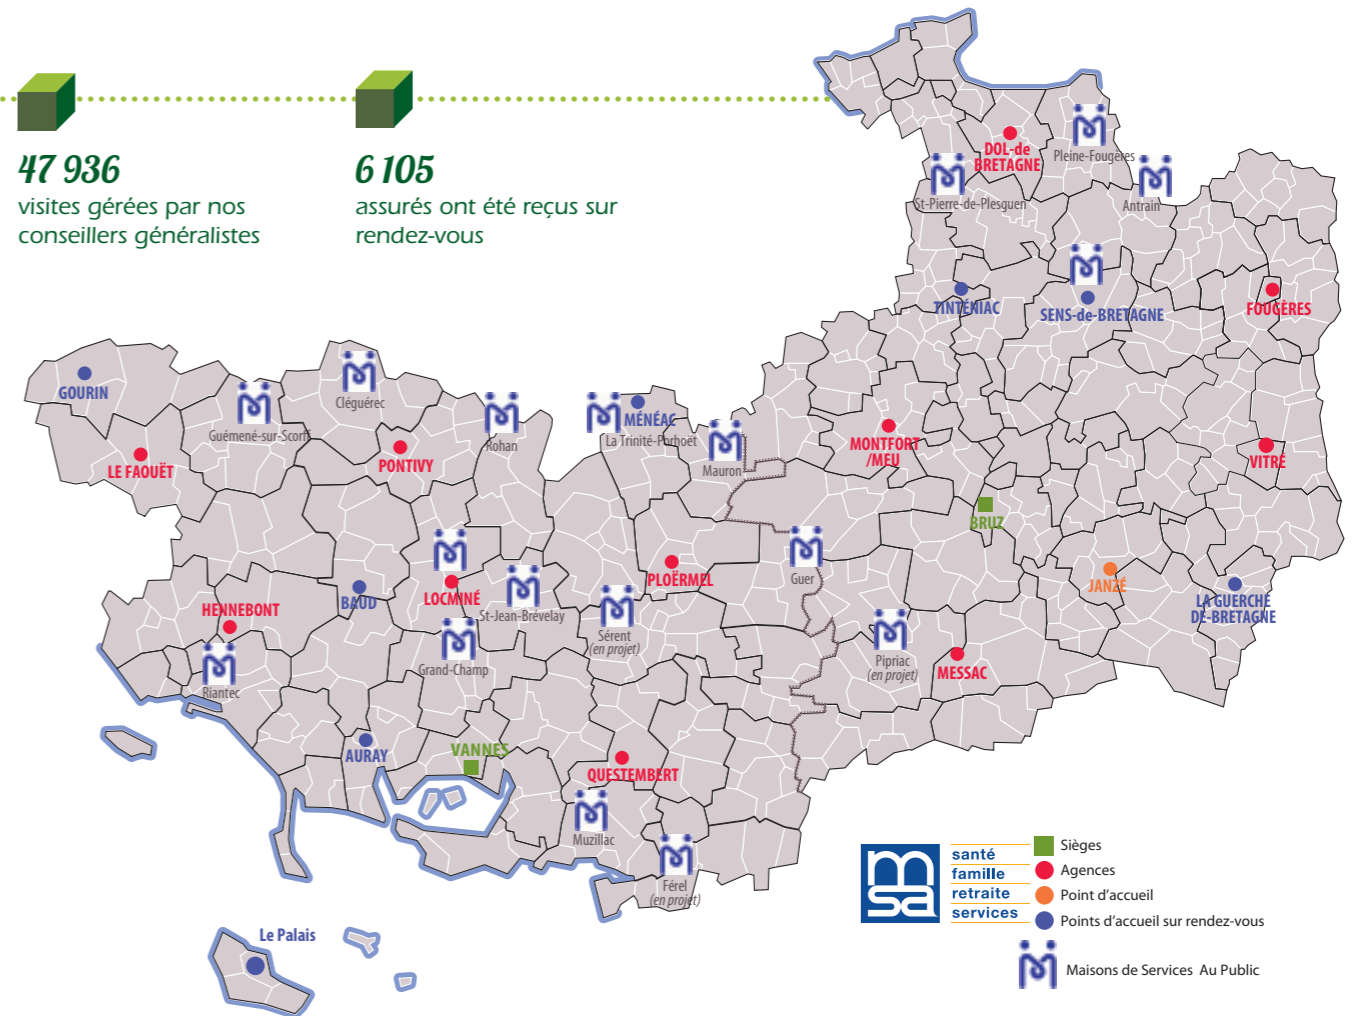 47 936
visites gérées par nos
conseillers généralistes
6 105
assurés ont été reçus sur
rendez-vous
DOL-de
BRETAGNE
Pleine-Fougères
St-Pierre-de-Plesguen
Antrain
TINTÉNIAC
SENS-de-BRETAGNE
FOUGÈRES
GOURIN
Cléguérec
Guémené-sur-Scorff
LE FAOUËT
PONTIVY
Rohan
MÉNÉAC
La Trinité-Porhoët
Mauron
MONTFORT
/MEU
VITRÉ
BRUZ
Guer
JANZÉ
LA GUERCHE
DE-BRETAGNE
HENNEBONT
BAUD
LOCMINÉ
St-Jean-Brévelay
PLOËRMEL
Sérent
(en projet)
Pipriac
(en projet)
MESSAC
Riantec
Grand-Champ
AURAY
VANNES
QUESTEMBERT
Muzillac
Férel
(en projet)
Le Palais
msa
santé
famille
retraite
services
Sièges
Agences
Point d'accueil
Points d'accueil sur rendez-vous
Maisons de Services Au Public